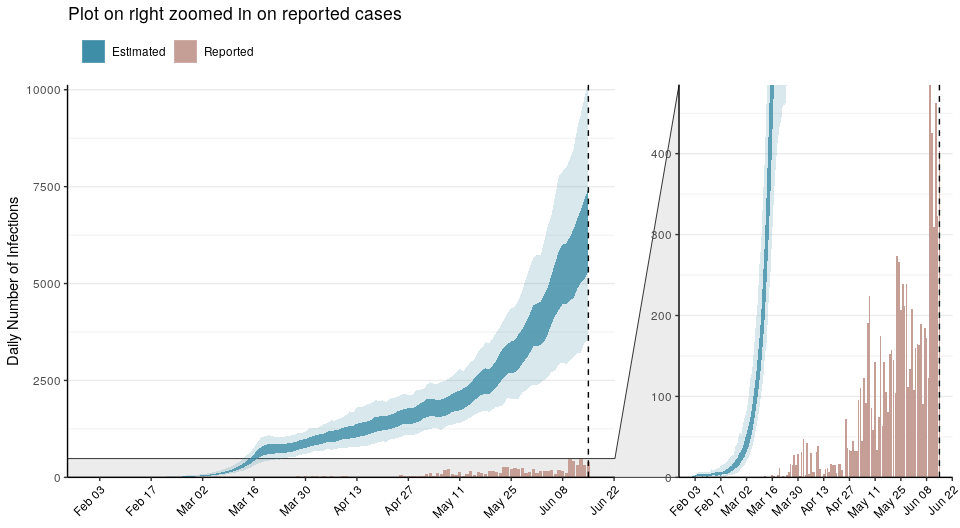 Plot on right zoomed in on reported cases
Estimated
Reported
Daily Number of Infections
10000
7500
5000
2500
0
Feb 03
Feb 17
Mar 02
Mar 16
Mar 30
Apr 13
Apr 27
May 11
May 25
Jun 08
Jun 22
400
300
200
100
0
Feb 03
Feb 17
Mar 02
Mar 16
Mar 30
Apr 13
Apr 27
May 11
May 25
Jun 08
Jun 22